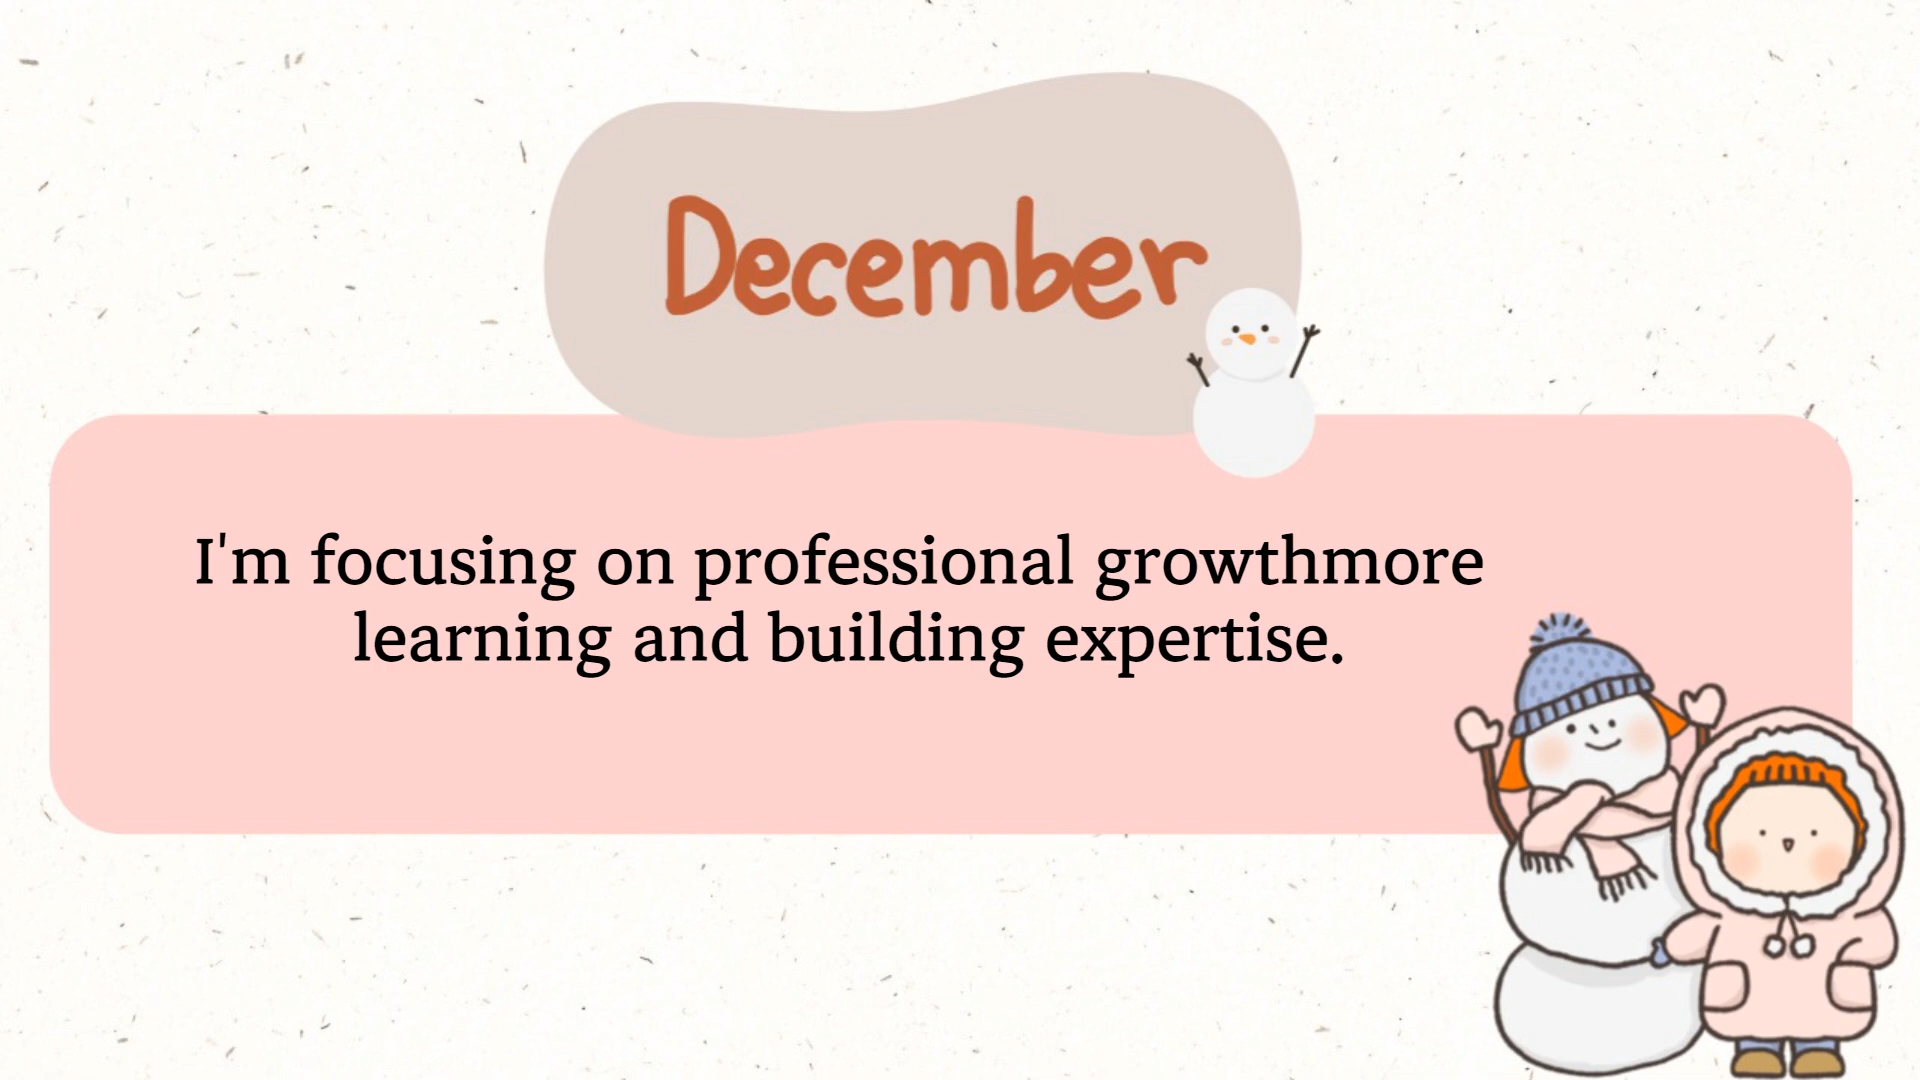 December
I'm focusing on professional growthmore
learning and building expertise.